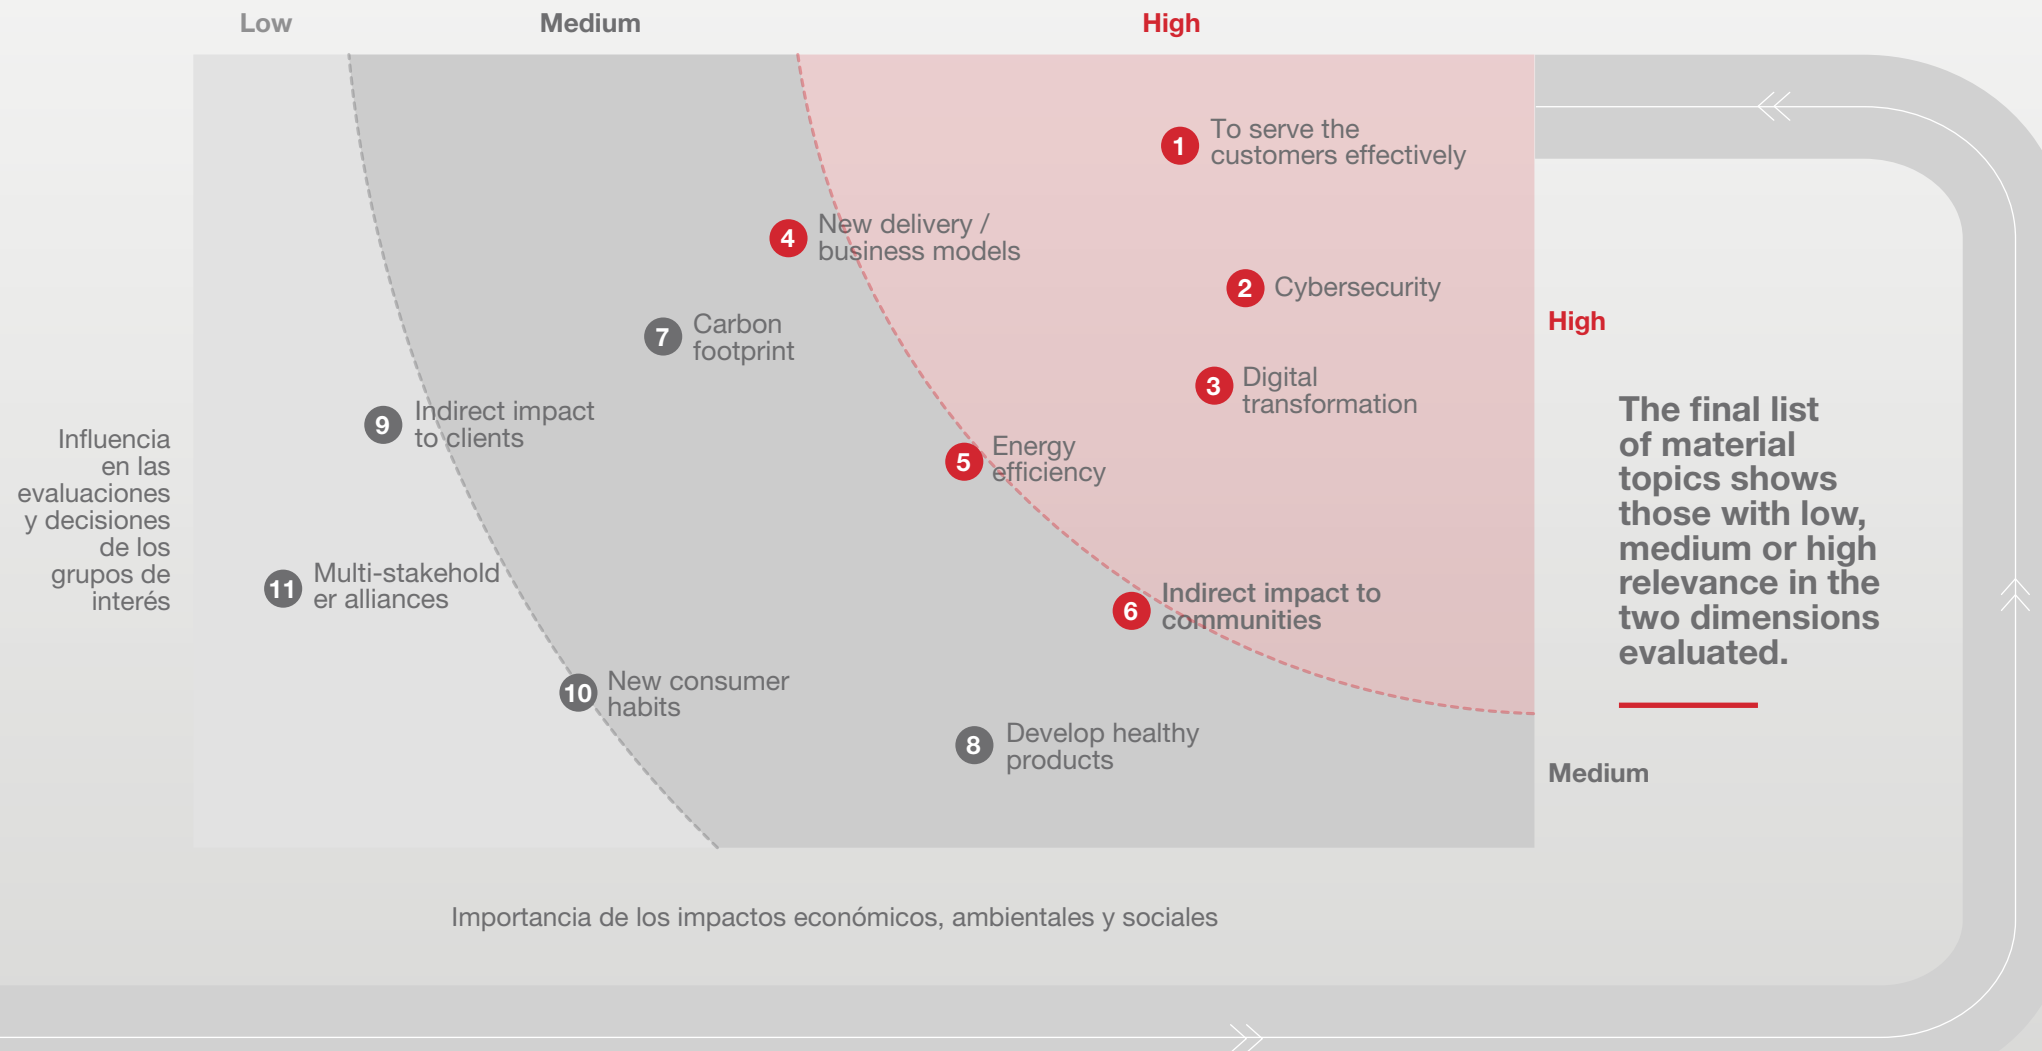 Low
Medium
High
1
To serve the
customers effectively
4
New delivery /
business models
2
Cybersecurity
7
Carbon
footprint
High
3
Digital
transformation
9
Indirect impact
to clients
5
Energy
efficiency
Influencia
en las
evaluaciones
y decisiones
de los
grupos de
interés
The final list
of material
topics shows
those with low,
medium or high
relevance in the
two dimensions
evaluated.
11
Multi-stakehold
er alliances
6
Indirect impact to
communities
10
New consumer
habits
8
Develop healthy
products
Medium
Importancia de los impactos económicos, ambientales y sociales